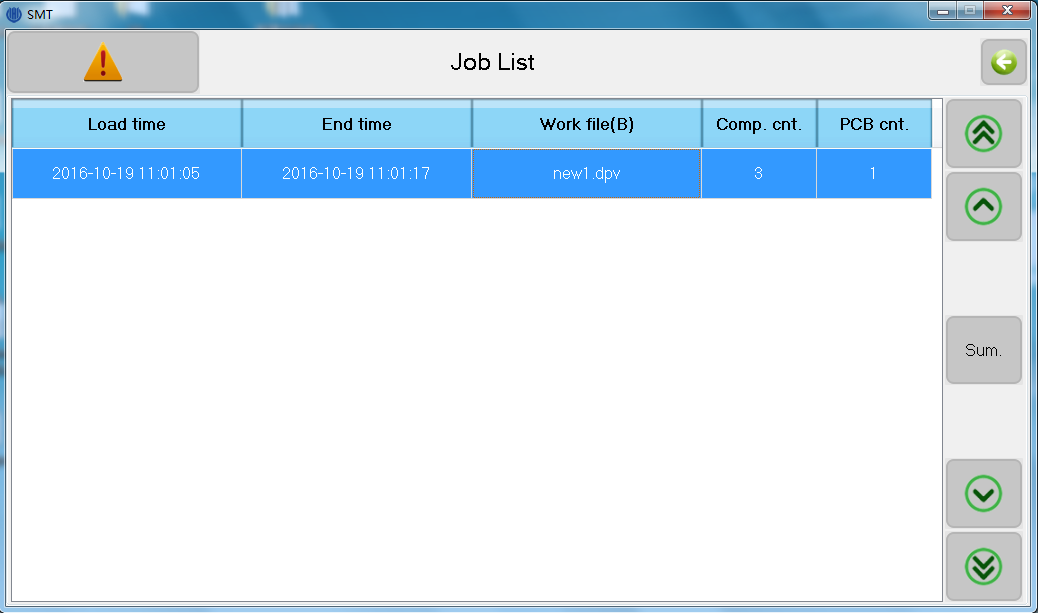 SMT
Job List
Load time End time Work file(B) Comp. cnt. PCB cnt.
2016-10-19 11:01:05 2016-10-19 11:01:17 new1.dpv 3 1
Sum.